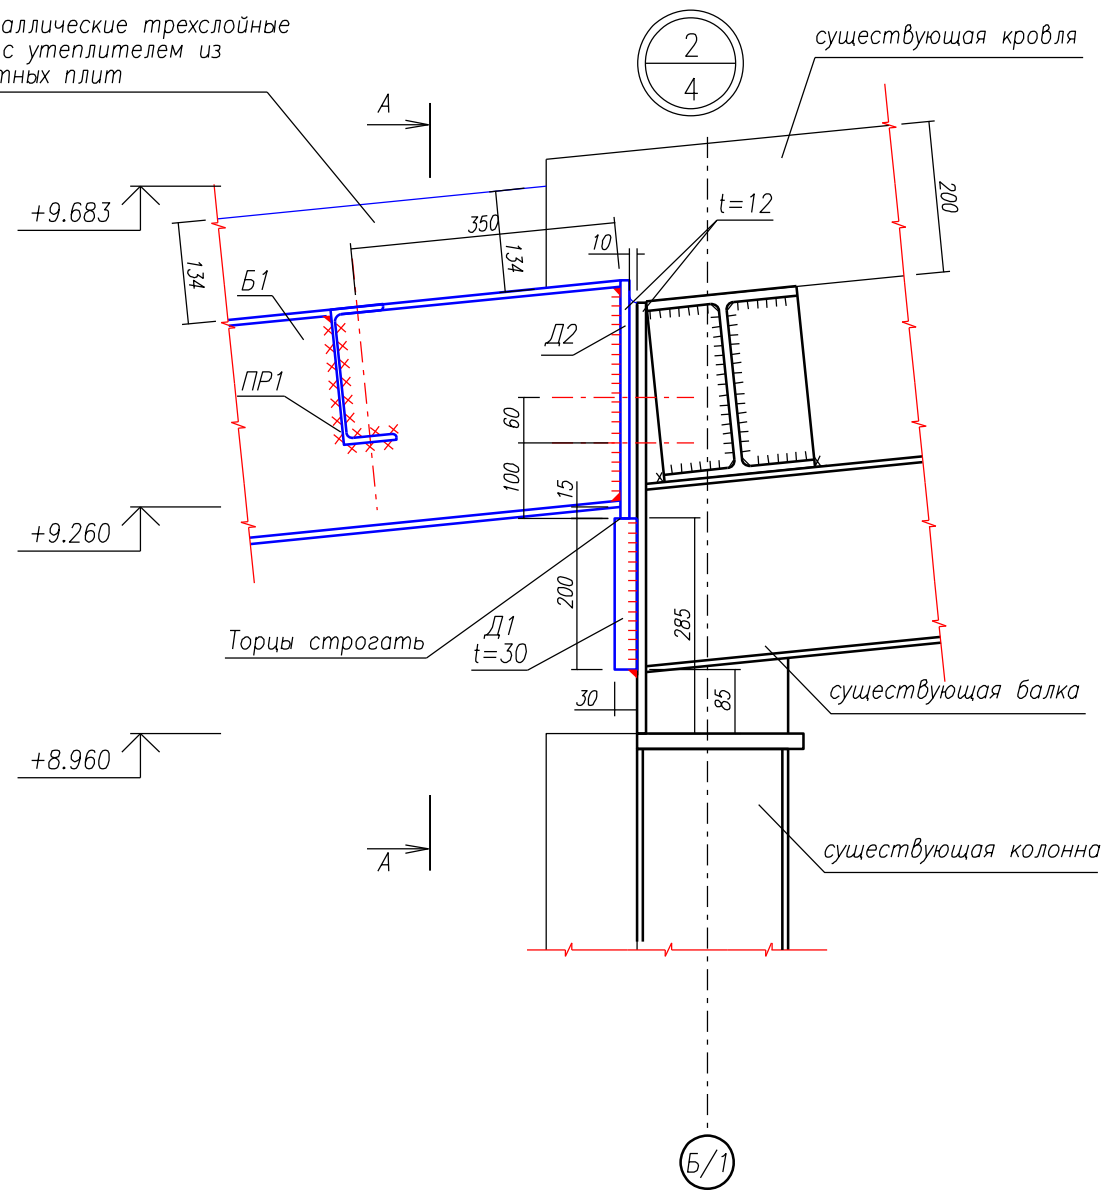 аллические трехслойные
с утеплителем из
тных плит
2
4
существующая кровля
А
+9.683
134
350
134
10
t=12
200
Б1
Д2
ПР1
60
100
15
+9.260
200
285
Торцы строгать
Д1
t=30
30
85
существующая балка
+8.960
А
существующая колонна
Б/1